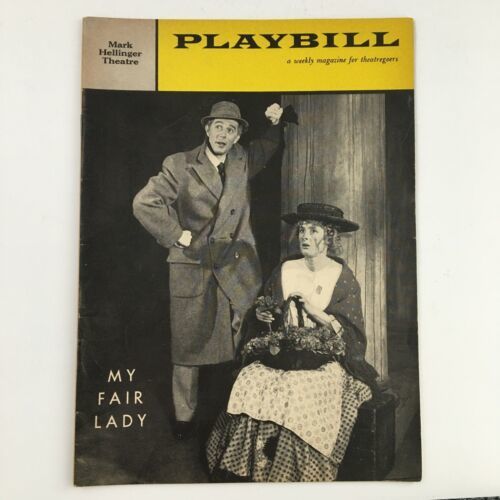 Mark
Hellinger
Theatre
PLAYBILL
a weekly magazine for theatregoers
MY
FAIR
LADY